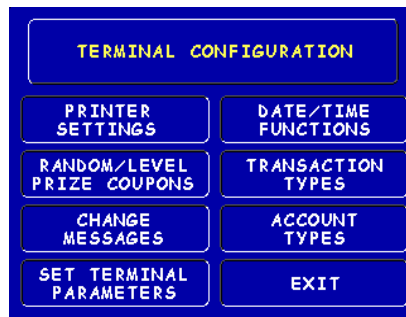 TERMINAL CONFIGURATION
PRINTER
SETTINGS
DATE/TIME
FUNCTIONS
RANDOM/LEVEL
PRIZE COUPONS
TRANSACTION
TYPES
CHANGE
MESSAGES
ACCOUNT
TYPES
SET TERMINAL
PARAMETERS
EXIT